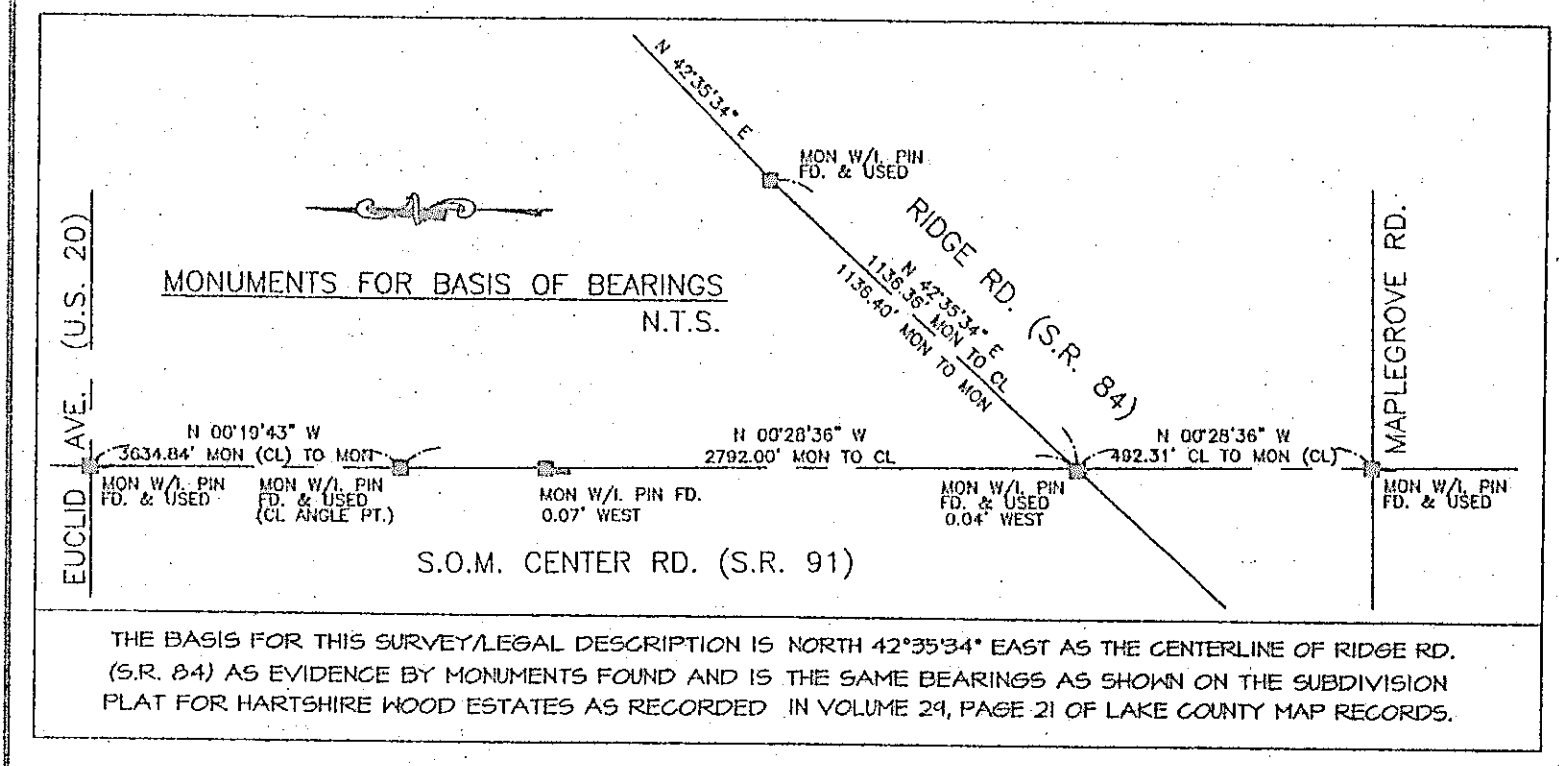 N 42°35'34" E
MON W/I. PIN
FD. & USED
RIDGE RD. (S.R. 84)
N 42°35'34" E
1136.36' MON TO CL
1136.40' MON TO MON
EUCLID AVE. (U.S. 20)
MONUMENTS FOR BASIS OF BEARINGS
N.T.S.
MAPLEGROVE RD.
N 00°19'43" W
3634.84' MON (CL) TO MON
N 00°28'36" W
2792.00' MON TO CL
N 00°28'36" W
492.31' CL TO MON (CL)
MON W/I. PIN
FD. & USED
MON W/I. PIN
FD. & USED
(CL ANGLE PT.)
MON W/I. PIN FD.
0.07' WEST
MON W/I. PIN
FD. & USED
0.04' WEST
MON W/I. PIN
FD. & USED
S.O.M. CENTER RD. (S.R. 91)
THE BASIS FOR THIS SURVEY/LEGAL DESCRIPTION IS NORTH 42°35'34" EAST AS THE CENTERLINE OF RIDGE RD.
(S.R. 84) AS EVIDENCE BY MONUMENTS FOUND AND IS THE SAME BEARINGS AS SHOWN ON THE SUBDIVISION
PLAT FOR HARTSHIRE WOOD ESTATES AS RECORDED IN VOLUME 29, PAGE 21 OF LAKE COUNTY MAP RECORDS.